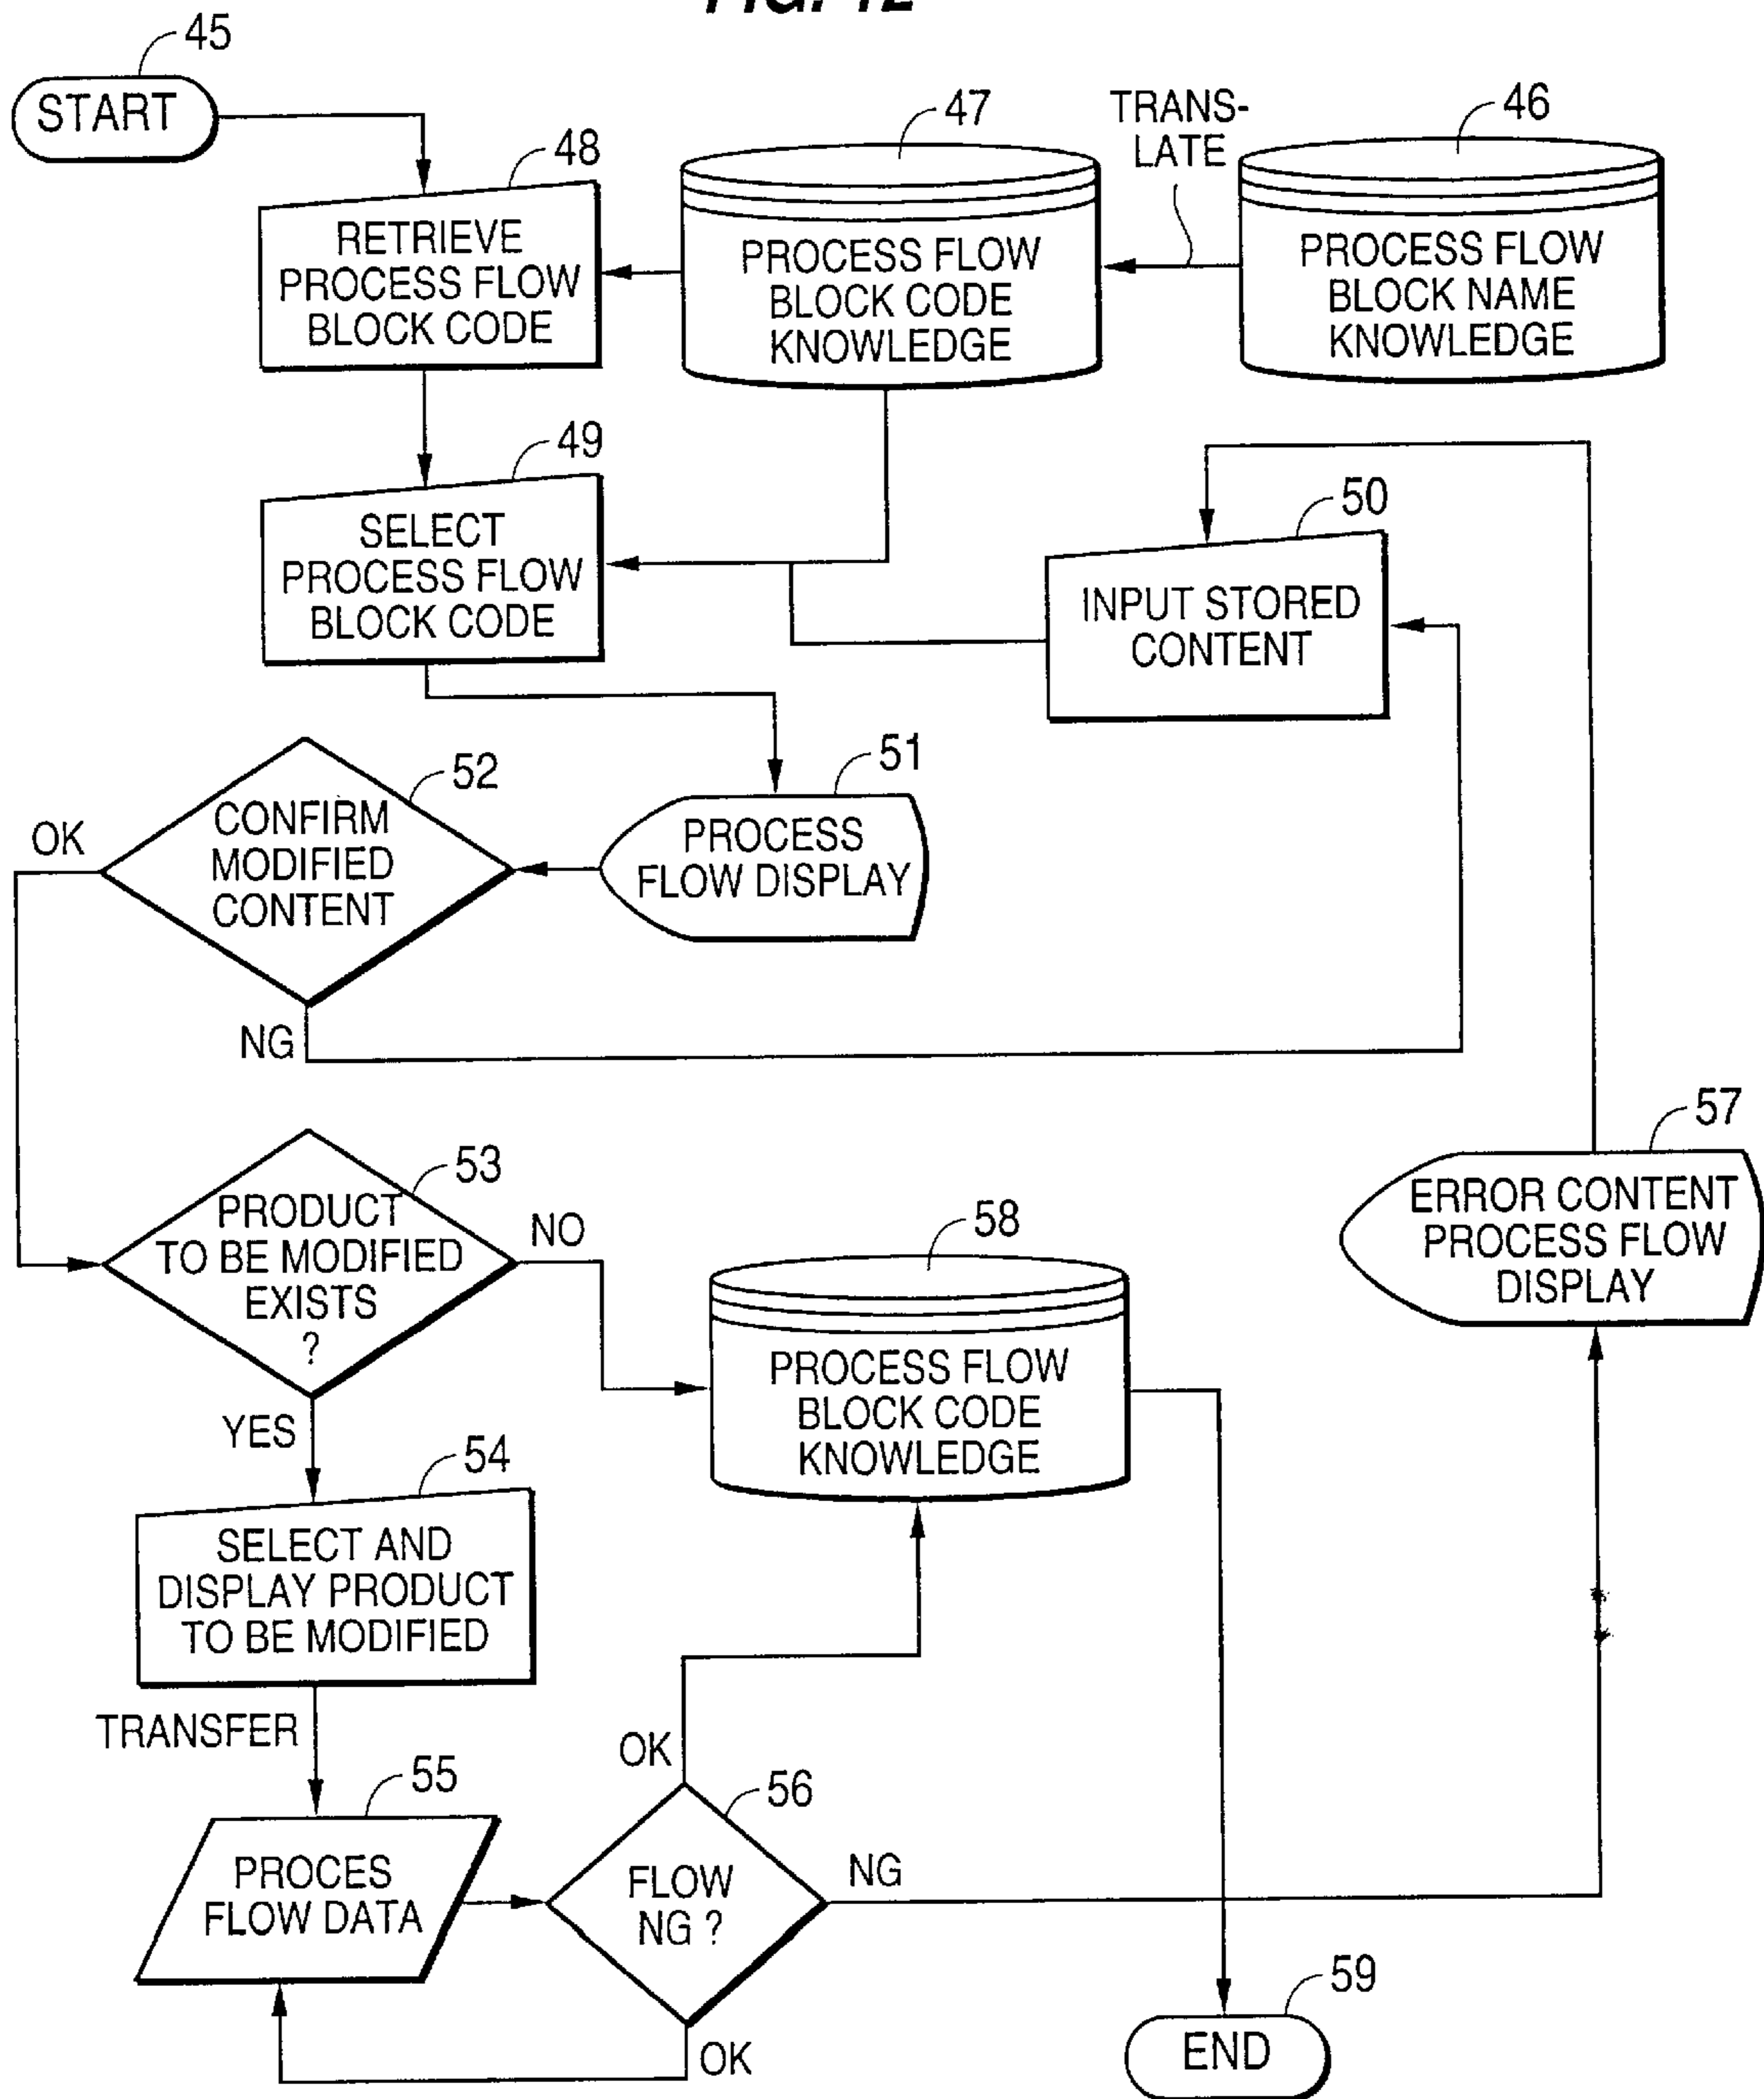 FIG. 12
45
START
48
RETRIEVE
PROCESS FLOW
BLOCK CODE
47
PROCESS FLOW
BLOCK CODE
KNOWLEDGE
TRANS-
LATE
46
PROCESS FLOW
BLOCK NAME
KNOWLEDGE
49
SELECT
PROCESS FLOW
BLOCK CODE
50
INPUT STORED
CONTENT
51
PROCESS
FLOW DISPLAY
52
CONFIRM
MODIFIED
CONTENT
OK
NG
53
PRODUCT
TO BE MODIFIED
EXISTS
?
NO
YES
58
PROCESS FLOW
BLOCK CODE
KNOWLEDGE
57
ERROR CONTENT
PROCESS FLOW
DISPLAY
54
SELECT AND
DISPLAY PRODUCT
TO BE MODIFIED
TRANSFER
55
PROCES
FLOW DATA
OK
56
FLOW
NG ?
NG
OK
59
END